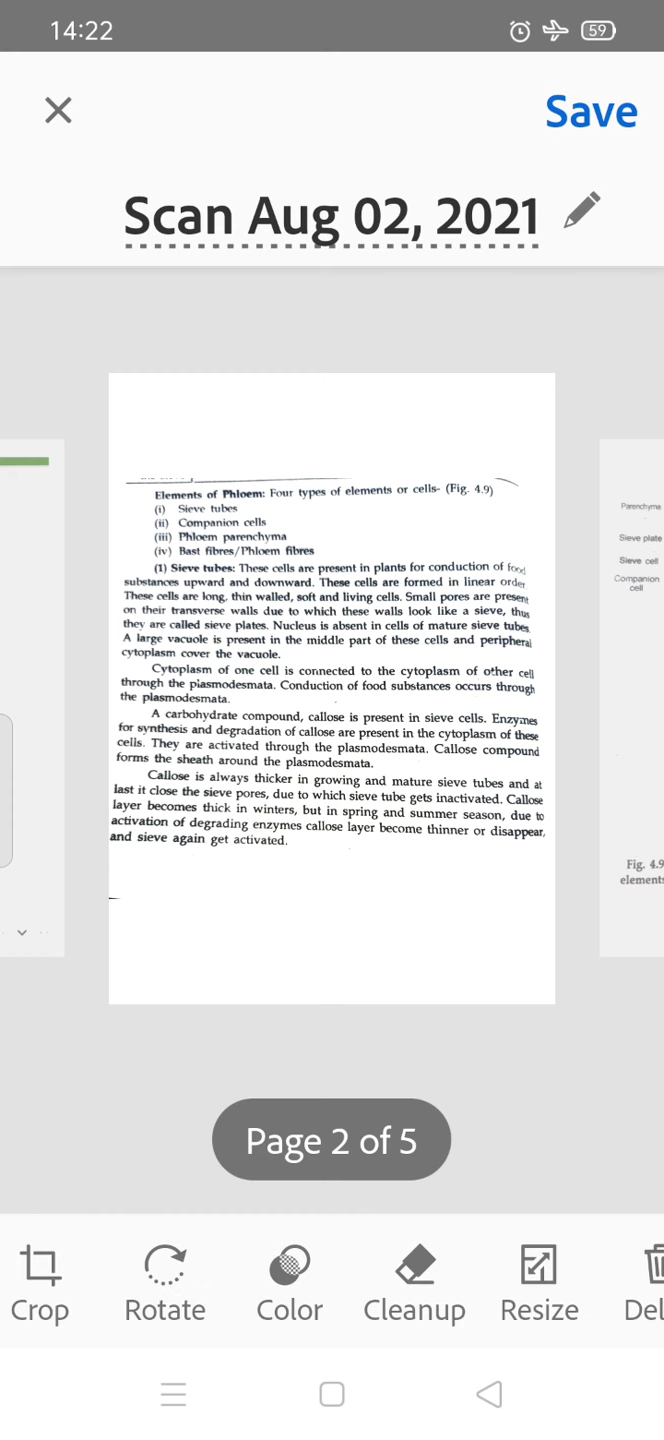 14:22
59
Save
Scan Aug 02, 2021
Elements of Phloem: Four types of elements or cells- (Fig. 4.9)
(i) Sieve tubes
(ii) Companion cells
(iii) Phloem parenchyma
(iv) Bast fibres/Phloem fibres
(1) Sieve tubes: These cells are present in plants for conduction of food
substances upward and downward. These cells are formed in linear order
These cells are long, thin walled, soft and living cells. Small pores are present
on their transverse walls due to which these walls look like a sieve, thus
they are called sieve plates. Nucleus is absent in cells of mature sieve tubes
A large vacuole is present in the middle part of these cells and peripheral
cytoplasm cover the vacuole.
Cytoplasm of one cell is connected to the cytoplasm of other cell
through the plasmodesmata. Conduction of food substances occurs through
the plasmodesmata.
A carbohydrate compound, callose is present in sieve cells. Enzymes
for synthesis and degradation of callose are present in the cytoplasm of these
cells. They are activated through the plasmodesmata. Callose compound
forms the sheath around the plasmodesmata.
Callose is always thicker in growing and mature sieve tubes and at
last it close the sieve pores, due to which sieve tube gets inactivated. Callose
layer becomes thick in winters, but in spring and summer season, due to
activation of degrading enzymes callose layer become thinner or disappear,
and sieve again get activated.
Parenchyma
Sieve plate
Sieve cell
Companion
cell
Fig. 4.9
elements
Page 2 of 5
Crop
Rotate
Color
Cleanup
Resize
Del